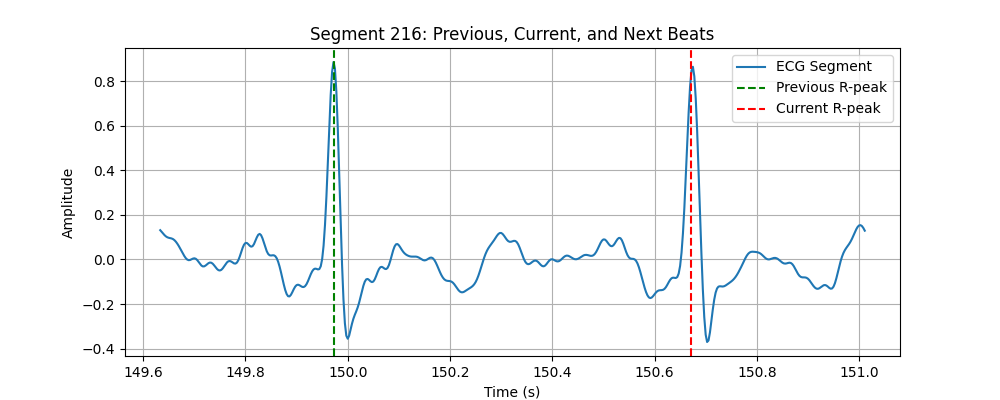 Segment 216: Previous, Current, and Next Beats
ECG Segment
Previous R-peak
Current R-peak
Amplitude
0.8
0.6
0.4
0.2
0.0
−0.2
−0.4
149.6 149.8 150.0 150.2 150.4 150.6 150.8 151.0
Time (s)